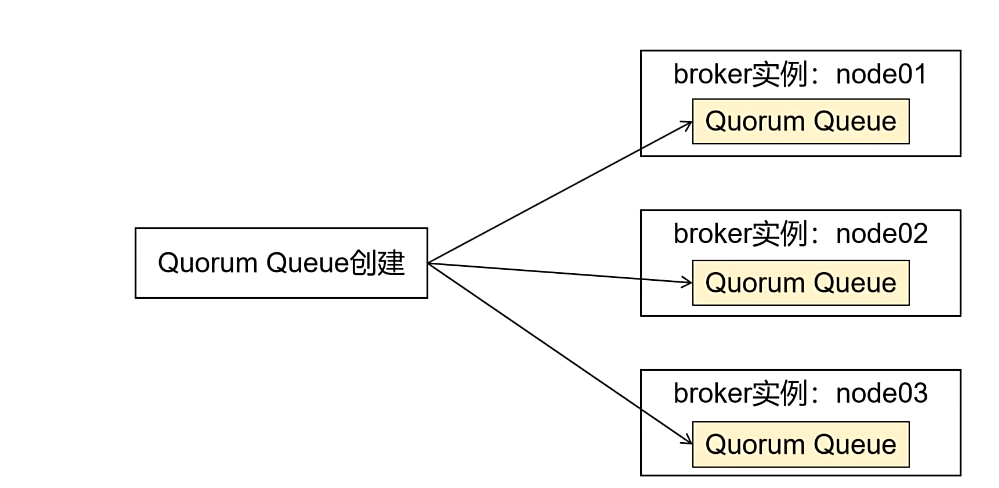 broker实例：node01
Quorum Queue
Quorum Queue创建
broker实例：node02
Quorum Queue
broker实例：node03
Quorum Queue